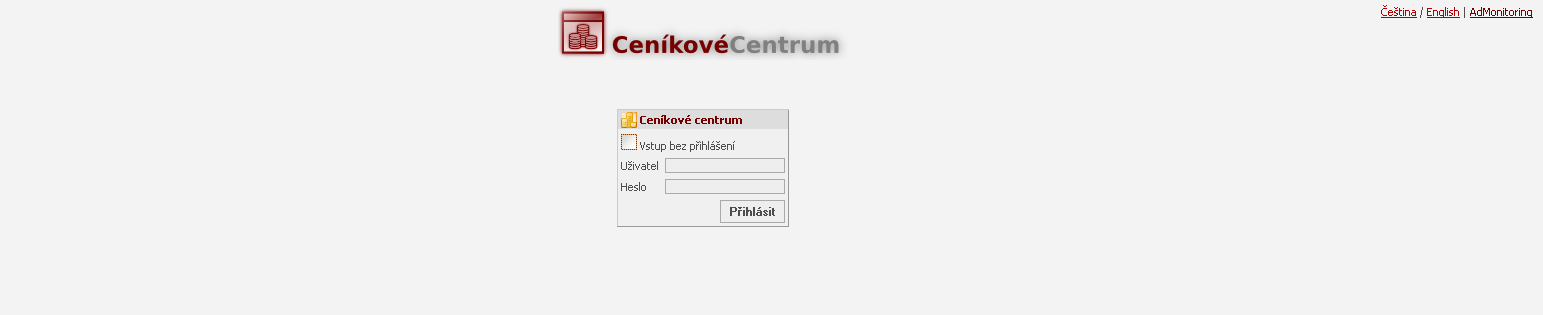 Čeština / English | AdMonitoring
CeníkovéCentrum
Ceníkové centrum
Vstup bez přihlášení
Uživatel
Heslo
Přihlásit